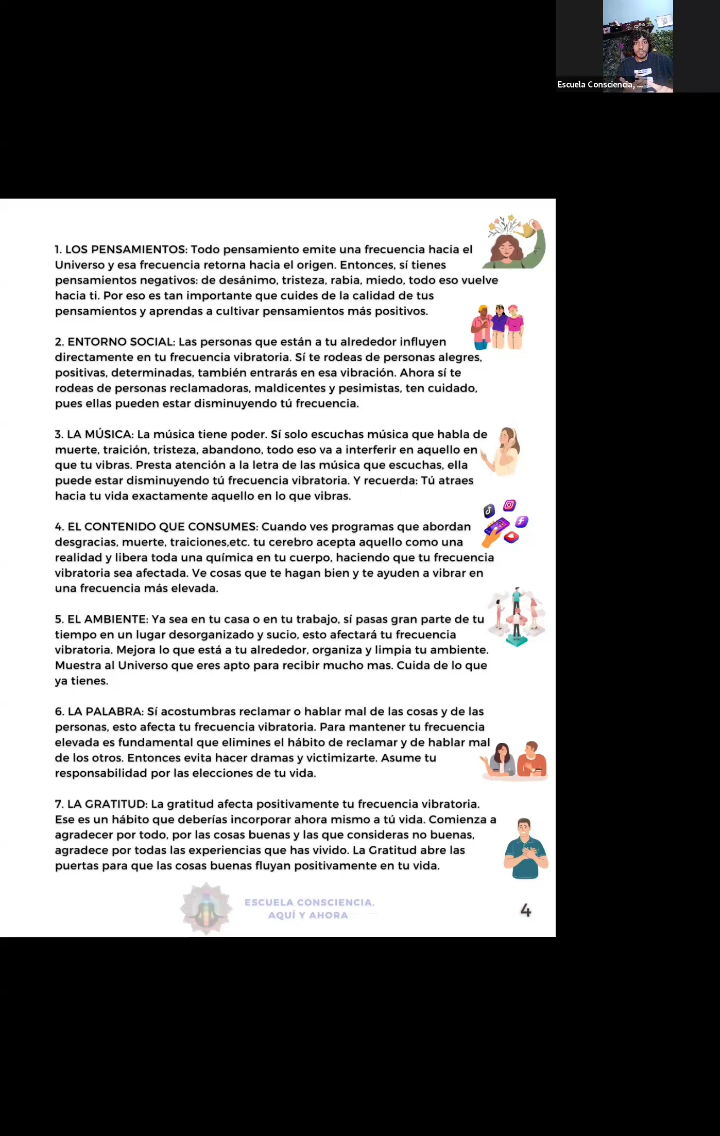 Escuela Consciencia, ...
1. LOS PENSAMIENTOS: Todo pensamiento emite una frecuencia hacia el
Universo y esa frecuencia retorna hacia el origen. Entonces, sí tienes
pensamientos negativos: de desánimo, tristeza, rabia, miedo, todo eso vuelve
hacia ti. Por eso es tan importante que cuides de la calidad de tus
pensamientos y aprendas a cultivar pensamientos más positivos.
2. ENTORNO SOCIAL: Las personas que están a tu alrededor influyen
directamente en tu frecuencia vibratoria. Sí te rodeas de personas alegres,
positivas, determinadas, también entrarás en esa vibración. Ahora sí te
rodeas de personas reclamadoras, maldicentes y pesimistas, ten cuidado,
pues ellas pueden estar disminuyendo tú frecuencia.
3. LA MÚSICA: La música tiene poder. Sí solo escuchas música que habla de
muerte, traición, tristeza, abandono, todo eso va a interferir en aquello en
que tu vibras. Presta atención a la letra de las música que escuchas, ella
puede estar disminuyendo tú frecuencia vibratoria. Y recuerda: Tú atraes
hacia tu vida exactamente aquello en lo que vibras.
4. EL CONTENIDO QUE CONSUMES: Cuando ves programas que abordan
desgracias, muerte, traiciones,etc. tu cerebro acepta aquello como una
realidad y libera toda una química en tu cuerpo, haciendo que tu frecuencia
vibratoria sea afectada. Ve cosas que te hagan bien y te ayuden a vibrar en
una frecuencia más elevada.
5. EL AMBIENTE: Ya sea en tu casa o en tu trabajo, sí pasas gran parte de tu
tiempo en un lugar desorganizado y sucio, esto afectará tu frecuencia
vibratoria. Mejora lo que está a tu alrededor, organiza y limpia tu ambiente.
Muestra al Universo que eres apto para recibir mucho mas. Cuida de lo que
ya tienes.
6. LA PALABRA: Sí acostumbras reclamar o hablar mal de las cosas y de las
personas, esto afecta tu frecuencia vibratoria. Para mantener tu frecuencia
elevada es fundamental que elimines el hábito de reclamar y de hablar mal
de los otros. Entonces evita hacer dramas y victimizarte. Asume tu
responsabilidad por las elecciones de tu vida.
7. LA GRATITUD: La gratitud afecta positivamente tu frecuencia vibratoria.
Ese es un hábito que deberías incorporar ahora mismo a tú vida. Comienza a
agradecer por todo, por las cosas buenas y las que consideras no buenas,
agradece por todas las experiencias que has vivido. La Gratitud abre las
puertas para que las cosas buenas fluyan positivamente en tu vida.
ESCUELA CONSCIENCIA,
AQUÍ Y AHORA
4